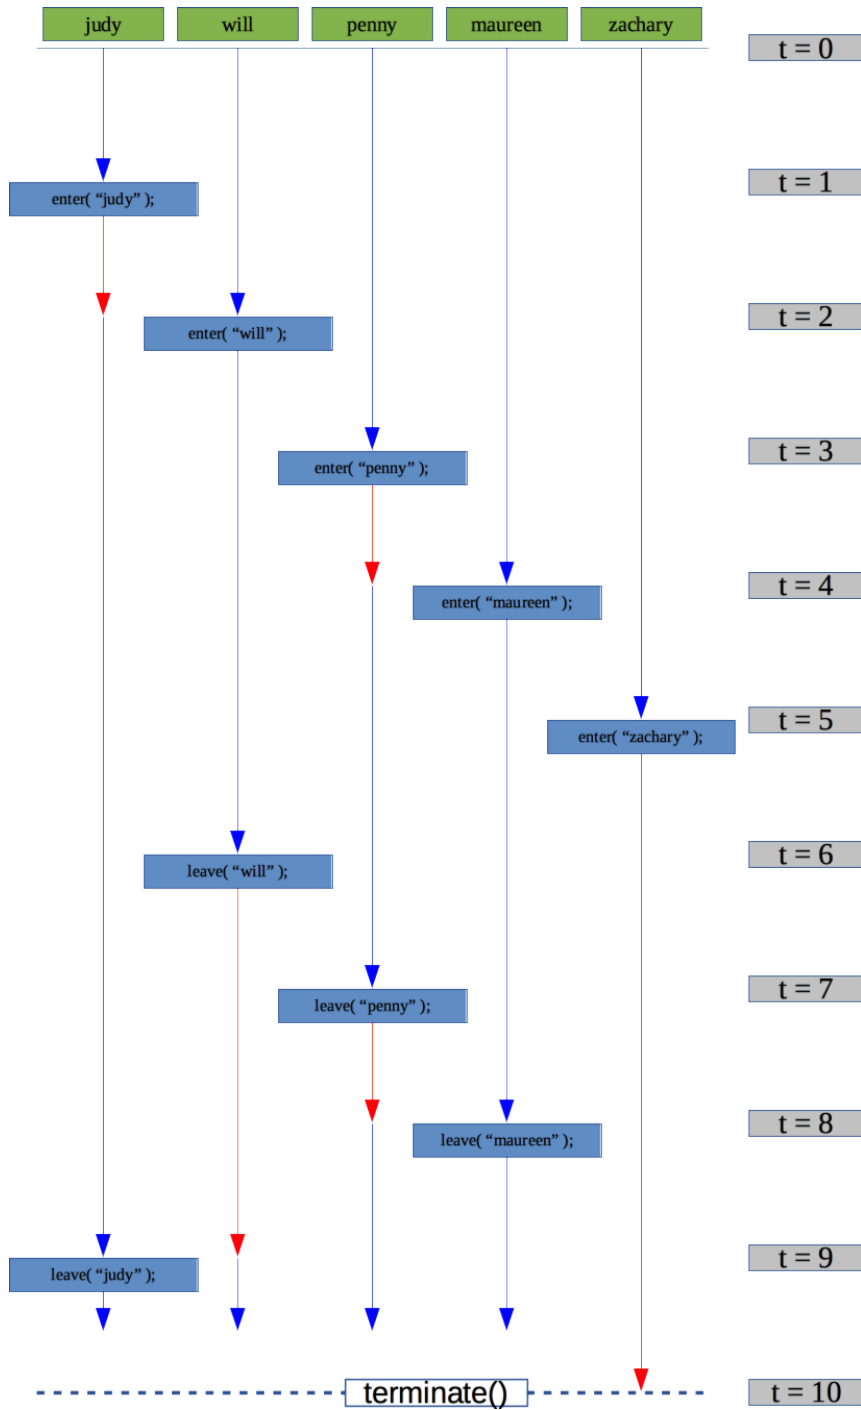 judy will penny maureen zachary
t = 0
enter( “judy” ); t = 1
enter( “will” ); t = 2
enter( “penny” ); t = 3
enter( “maureen” ); t = 4
enter( “zachary” ); t = 5
leave( “will” ); t = 6
leave( “penny” ); t = 7
leave( “maureen” ); t = 8
leave( “judy” ); t = 9
terminate() t = 10